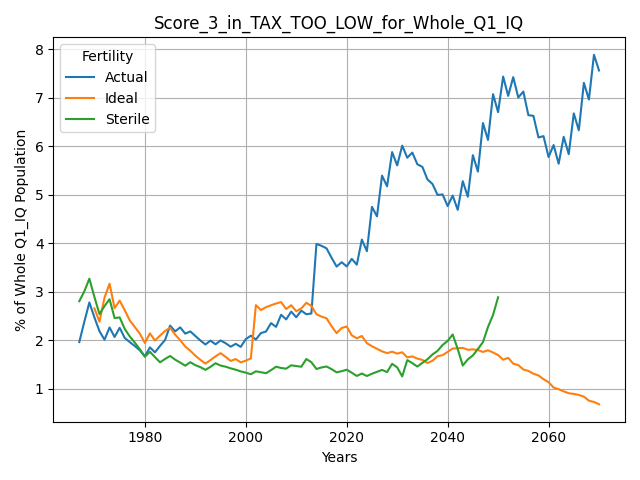 Score_3_in_TAX_TOO_LOW_for_Whole_Q1_IQ
Fertility
Actual
Ideal
Sterile
% of Whole Q1_IQ Population
8
7
6
5
4
3
2
1
1980
2000
2020
2040
2060
Years